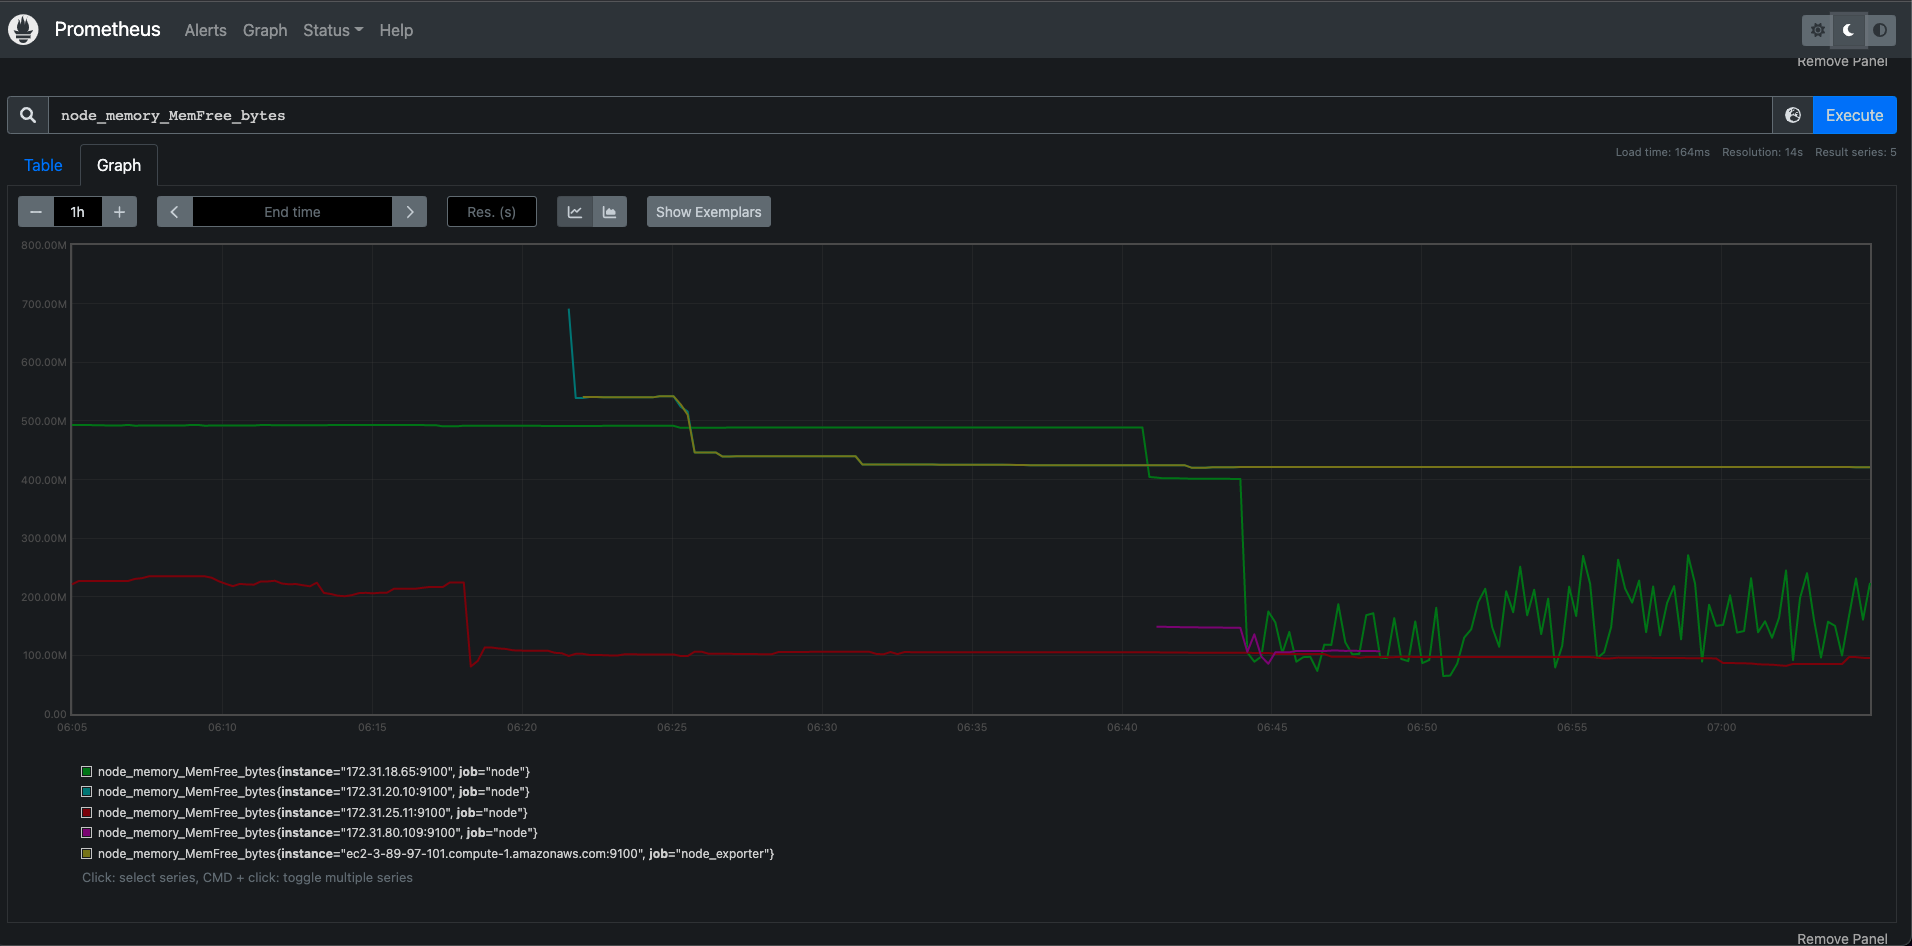 Prometheus Alerts Graph Status Help
Remove Panel
node_memory_MemFree_bytes Execute
Table Graph Load time: 164ms Resolution: 14s Result series: 5
1h End time Res. (s) Show Exemplars
800.00M
700.00M
600.00M
500.00M
400.00M
300.00M
200.00M
100.00M
0.00
06:05 06:10 06:15 06:20 06:25 06:30 06:35 06:40 06:45 06:50 06:55 07:00
node_memory_MemFree_bytes{instance="172.31.18.65:9100", job="node"}
node_memory_MemFree_bytes{instance="172.31.20.10:9100", job="node"}
node_memory_MemFree_bytes{instance="172.31.25.11:9100", job="node"}
node_memory_MemFree_bytes{instance="172.31.80.109:9100", job="node"}
node_memory_MemFree_bytes{instance="ec2-3-89-97-101.compute-1.amazonaws.com:9100", job="node_exporter"}
Click: select series, CMD + click: toggle multiple series
Remove Panel